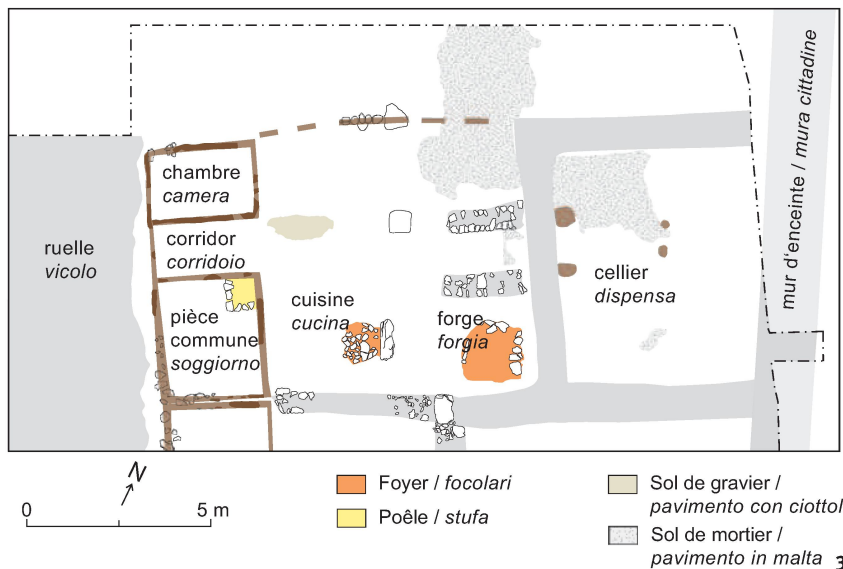 chambre
camera
corridor
corridoio
ruelle
vicolo
pièce
commune
soggiorno
cuisine
cucina
forge
forgia
cellier
dispensa
mur d'enceinte / mura cittadine
N
0 5 m
Foyer / focolari
Poêle / stufa
Sol de gravier /
pavimento con ciottol
Sol de mortier /
pavimento in malta
3